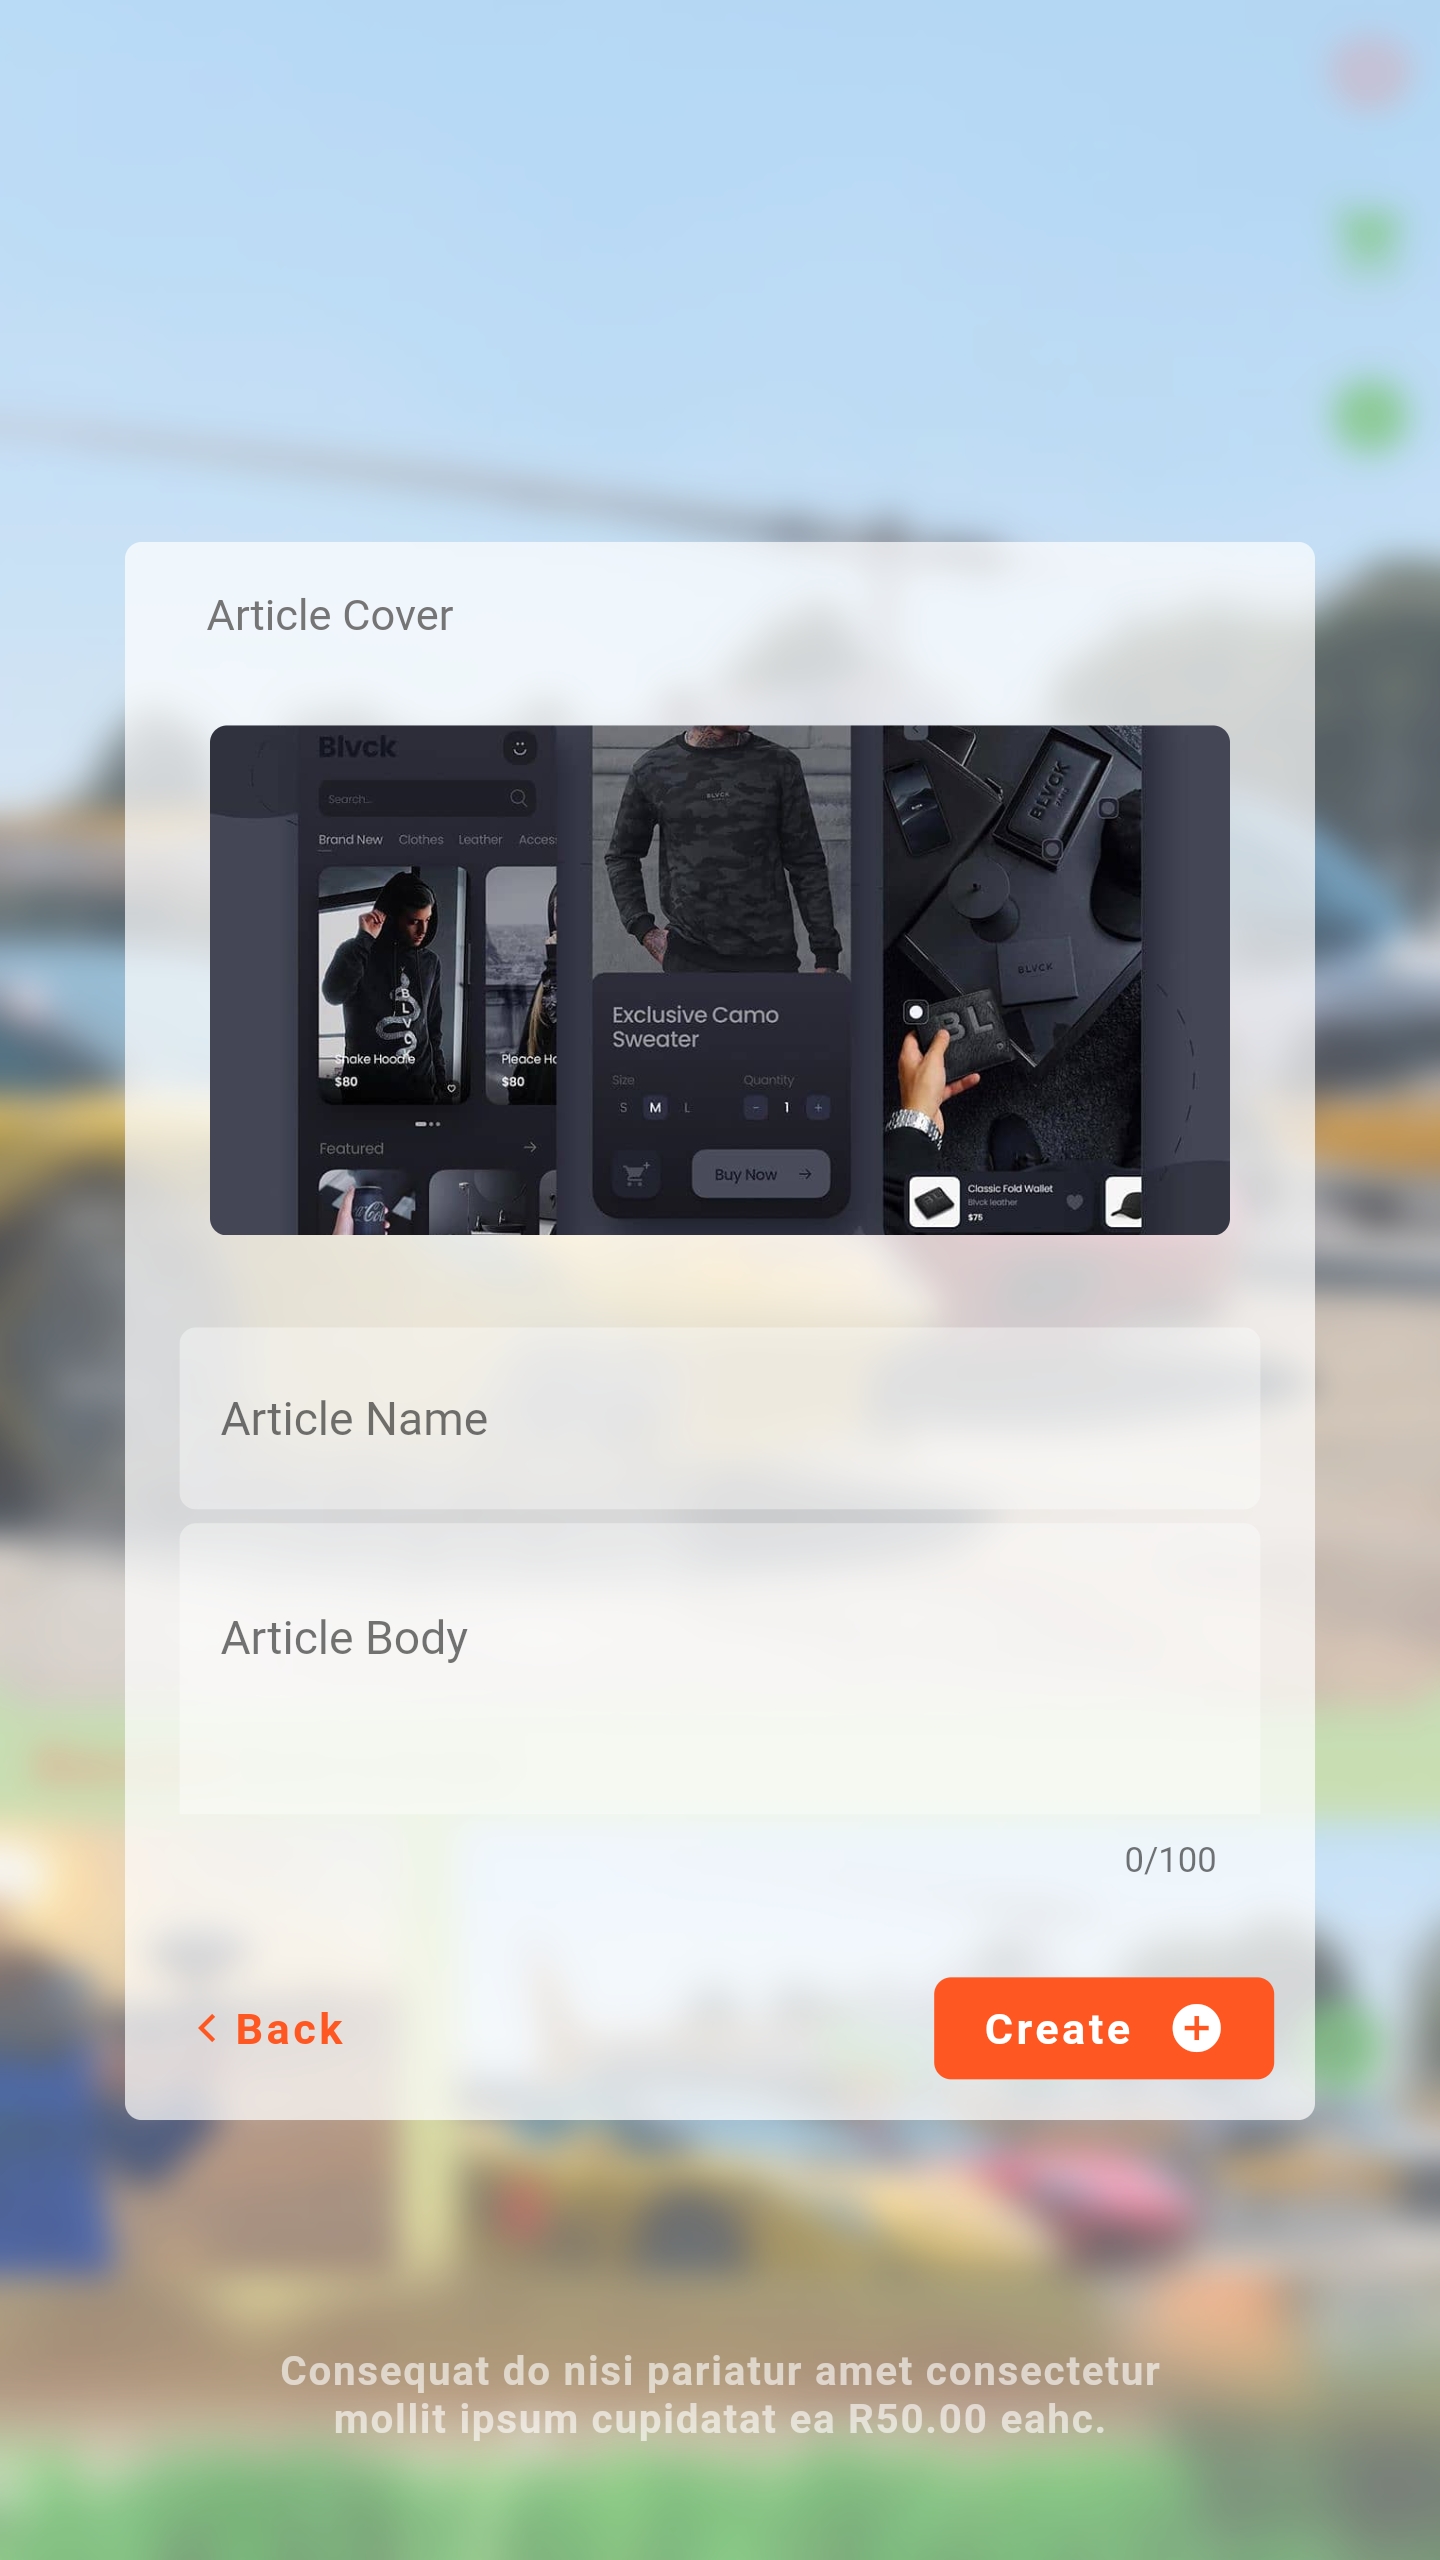 Article Cover
Blvck
Search...
Brand New Clothes Leather Access
Snake Hoodie
$80
Pleace Ho
$80
Featured
BLVCK
Exclusive Camo
Sweater
Size
Quantity
S M L
- 1 +
Buy Now
BLVCK
BLVCK
BL
Classic Fold Wallet
Blvck leather
$75
Article Name
Article Body
0/100
Back
Create
Consequat do nisi pariatur amet consectetur
mollit ipsum cupidatat ea R50.00 eahc.